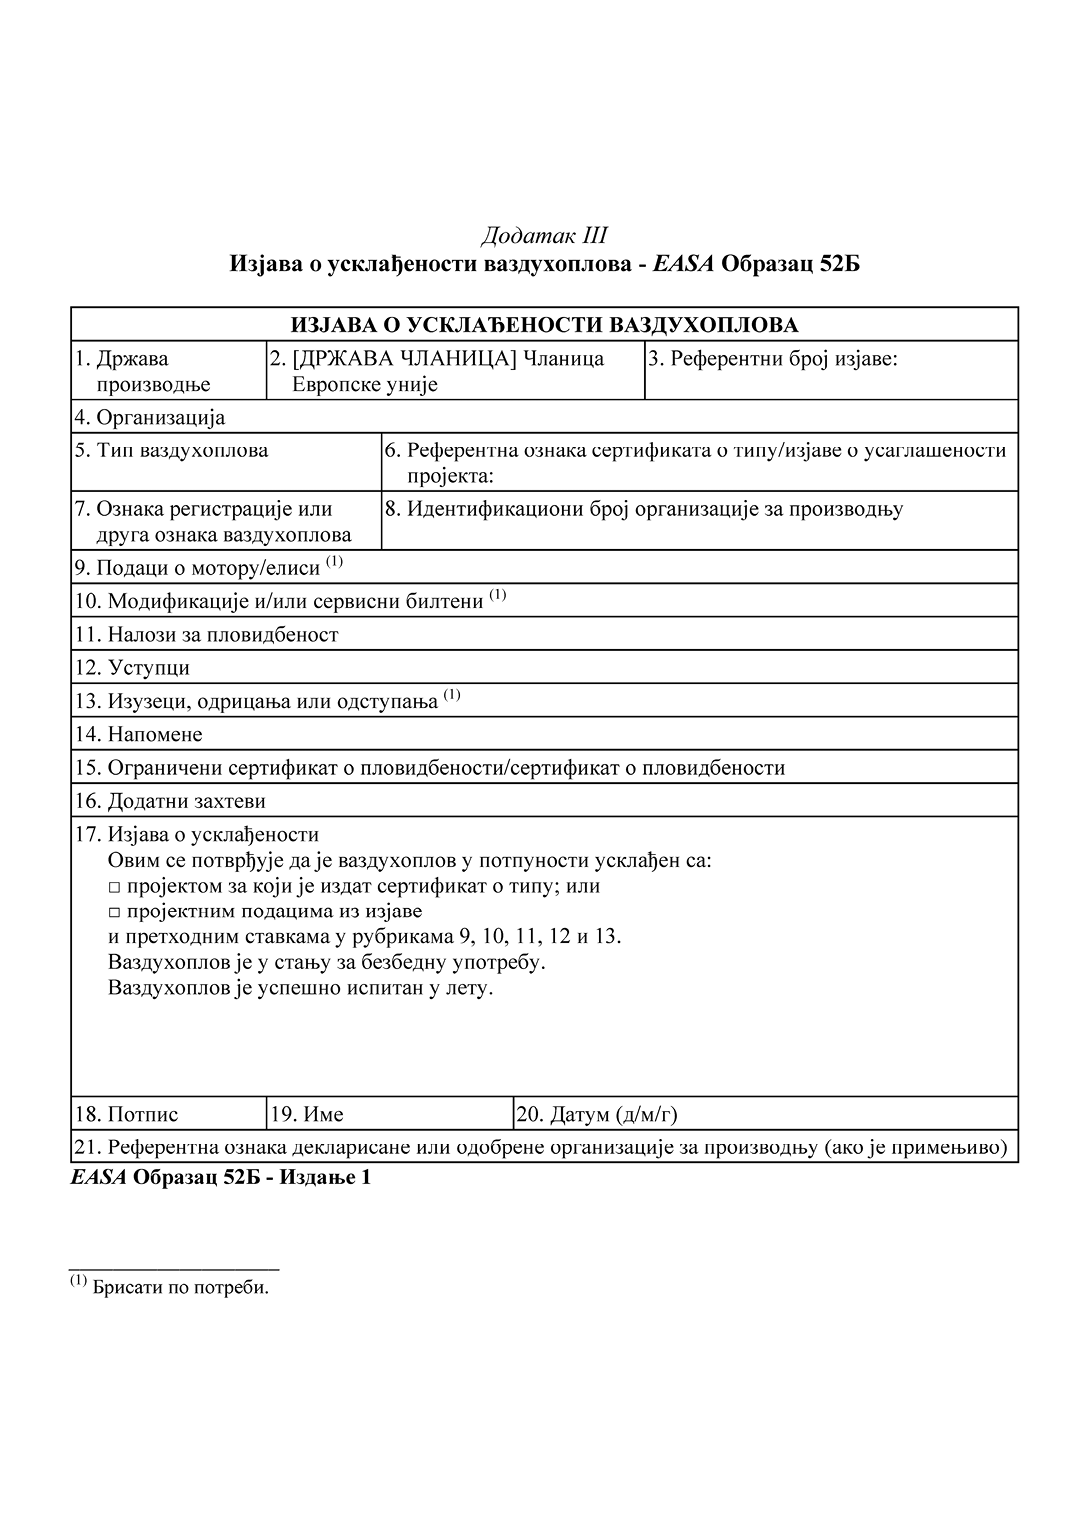 Додатак III
Изјава о усклађености ваздухоплова - EASA Образац 52Б
ИЗЈАВА О УСКЛАЂЕНОСТИ ВАЗДУХОПЛОВА
1. Држава
производње
2. [ДРЖАВА ЧЛАНИЦА] Чланица
Европске уније
3. Референтни број изјаве:
4. Организација
5. Тип ваздухоплова
6. Референтна ознака сертификата о типу/изјаве о усаглашености
пројекта:
7. Ознака регистрације или
друга ознака ваздухоплова
8. Идентификациони број организације за производњу
9. Подаци о мотору/елиси (1)
10. Модификације и/или сервисни билтени (1)
11. Налози за пловидбеност
12. Уступци
13. Изузеци, одрицања или одступања (1)
14. Напомене
15. Ограничени сертификат о пловидбености/сертификат о пловидбености
16. Додатни захтеви
17. Изјава о усклађености
Овим се потврђује да је ваздухоплов у потпуности усклађен са:
□ пројектом за који је издат сертификат о типу; или
□ пројектним подацима из изјаве
и претходним ставкама у рубрикама 9, 10, 11, 12 и 13.
Ваздухоплов је у стању за безбедну употребу.
Ваздухоплов је успешно испитан у лету.
18. Потпис
19. Име
20. Датум (д/м/г)
21. Референтна ознака декларисане или одобрене организације за производњу (ако је примењиво)
EASA Образац 52Б - Издање 1
(1) Брисати по потреби.